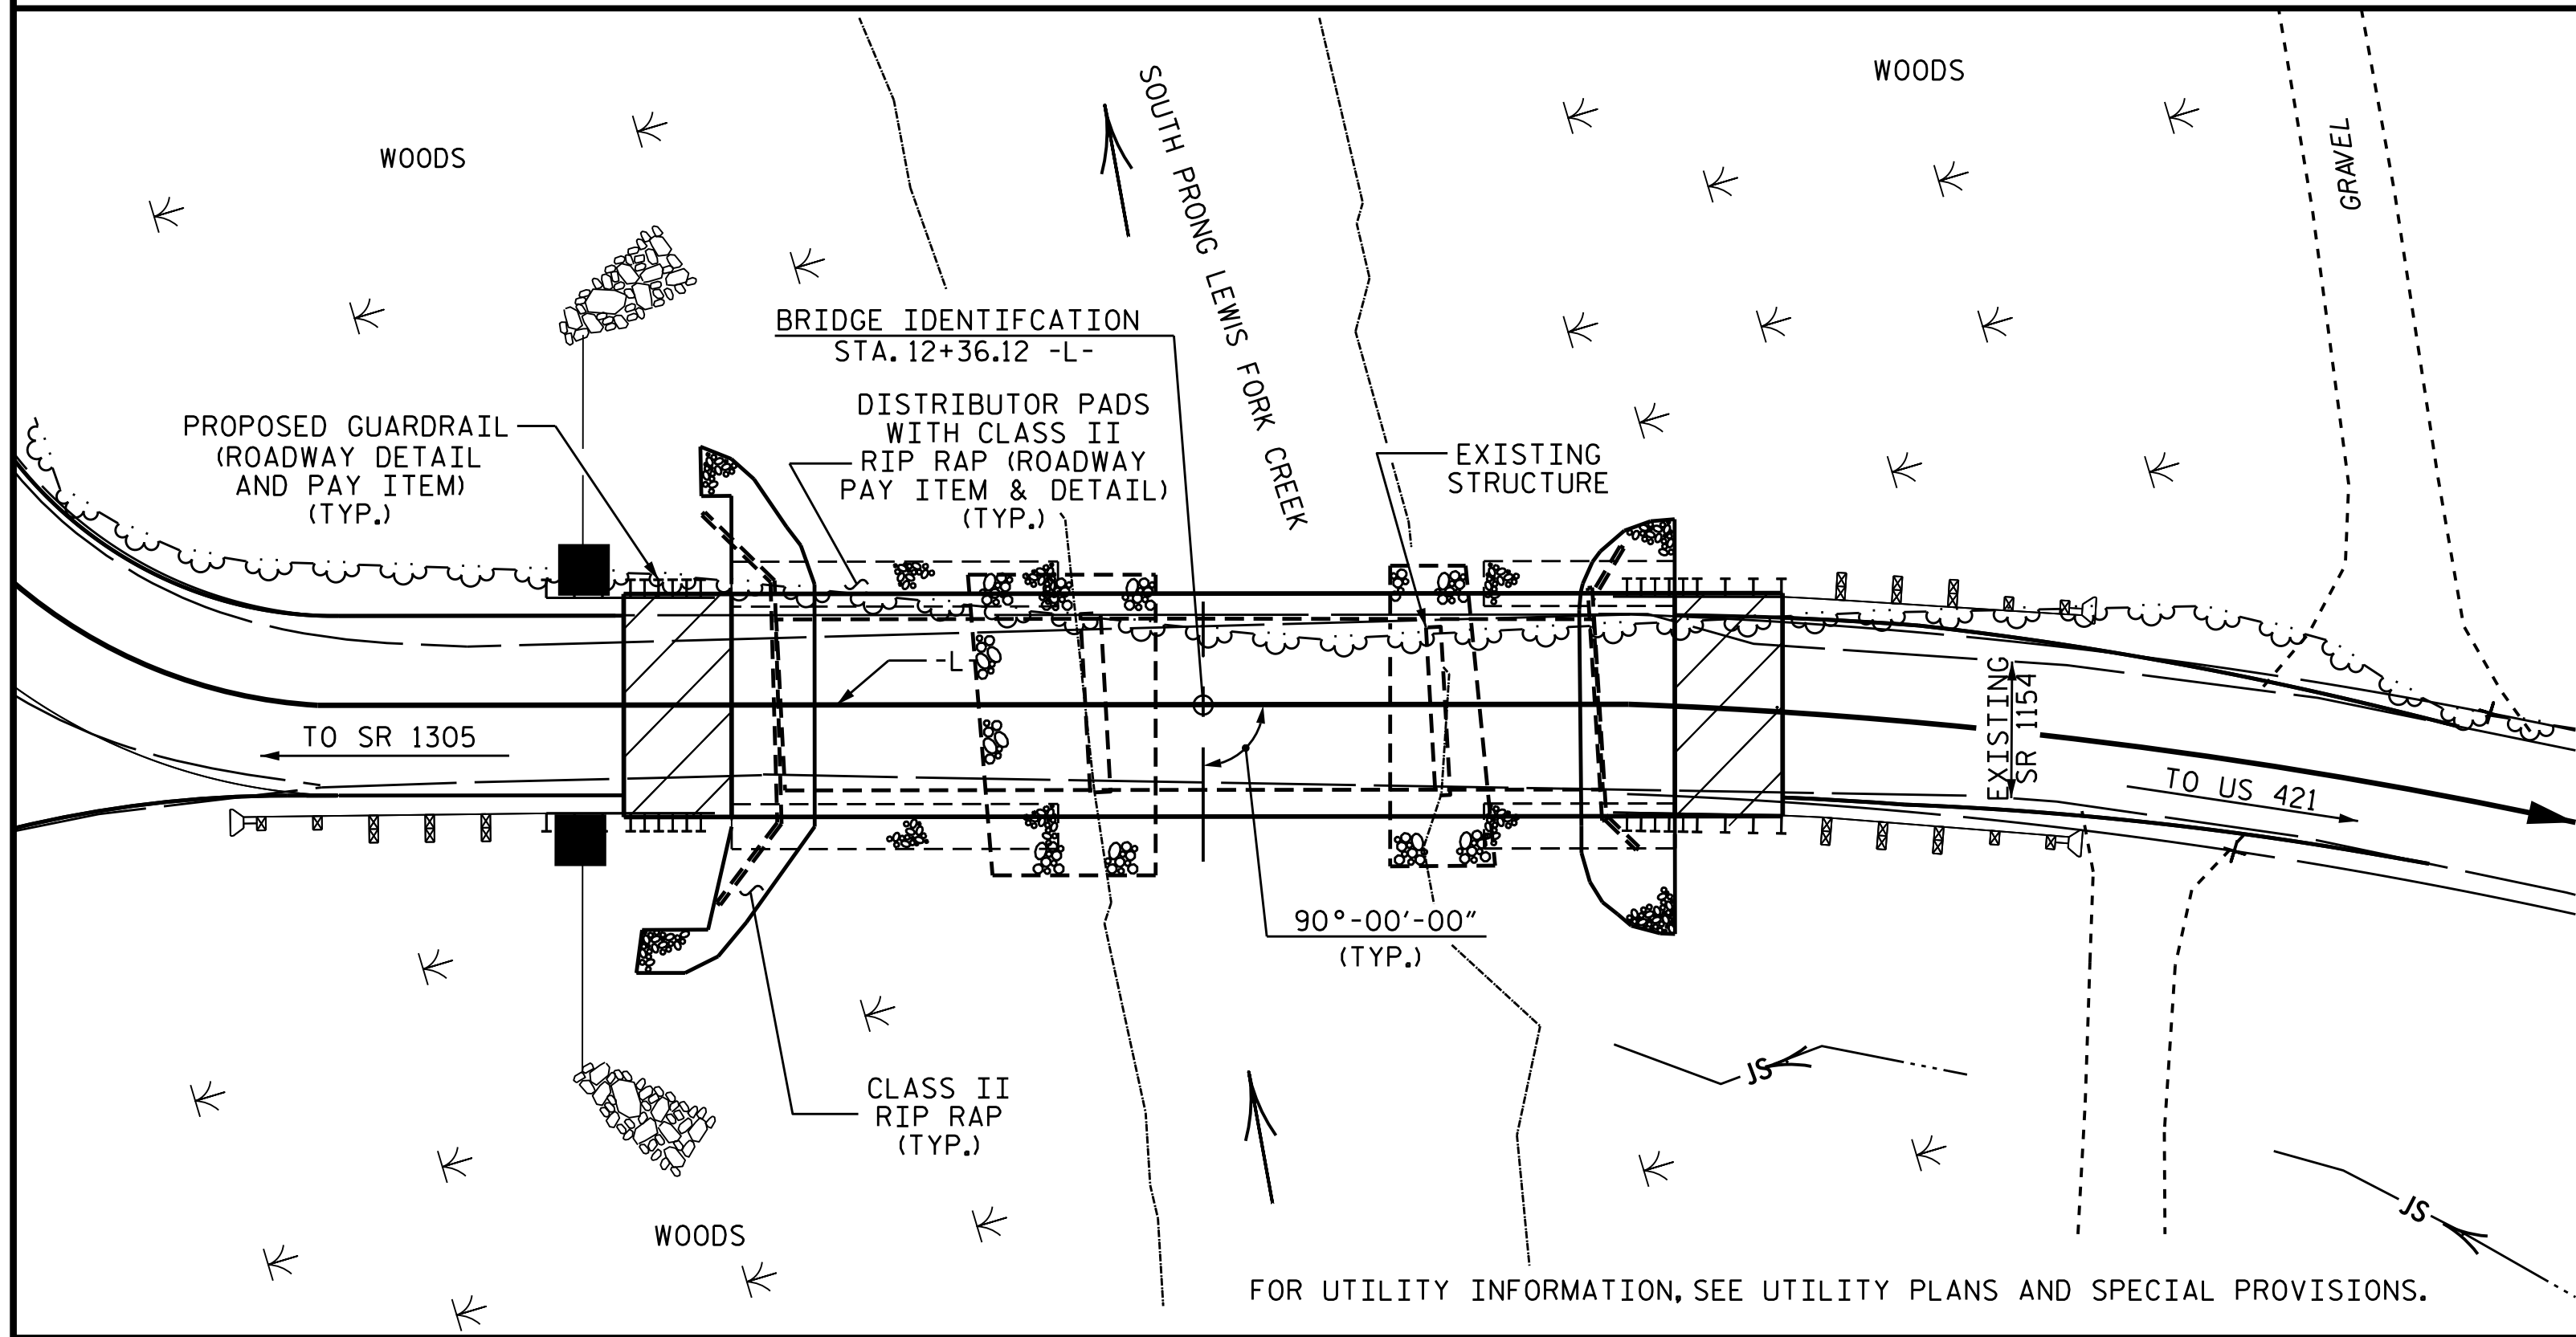 WOODS
WOODS
GRAVEL
SOUTH PRONG LEWIS FORK CREEK
BRIDGE IDENTIFCATION
STA. 12+36.12 -L-
DISTRIBUTOR PADS
WITH CLASS II
RIP RAP (ROADWAY
PAY ITEM & DETAIL)
(TYP.)
PROPOSED GUARDRAIL
(ROADWAY DETAIL
AND PAY ITEM)
(TYP.)
EXISTING
STRUCTURE
-L-
TO SR 1305
EXISTING
SR 1154
TO US 421
90°-00'-00"
(TYP.)
CLASS II
RIP RAP
(TYP.)
JS
JS
WOODS
FOR UTILITY INFORMATION, SEE UTILITY PLANS AND SPECIAL PROVISIONS.